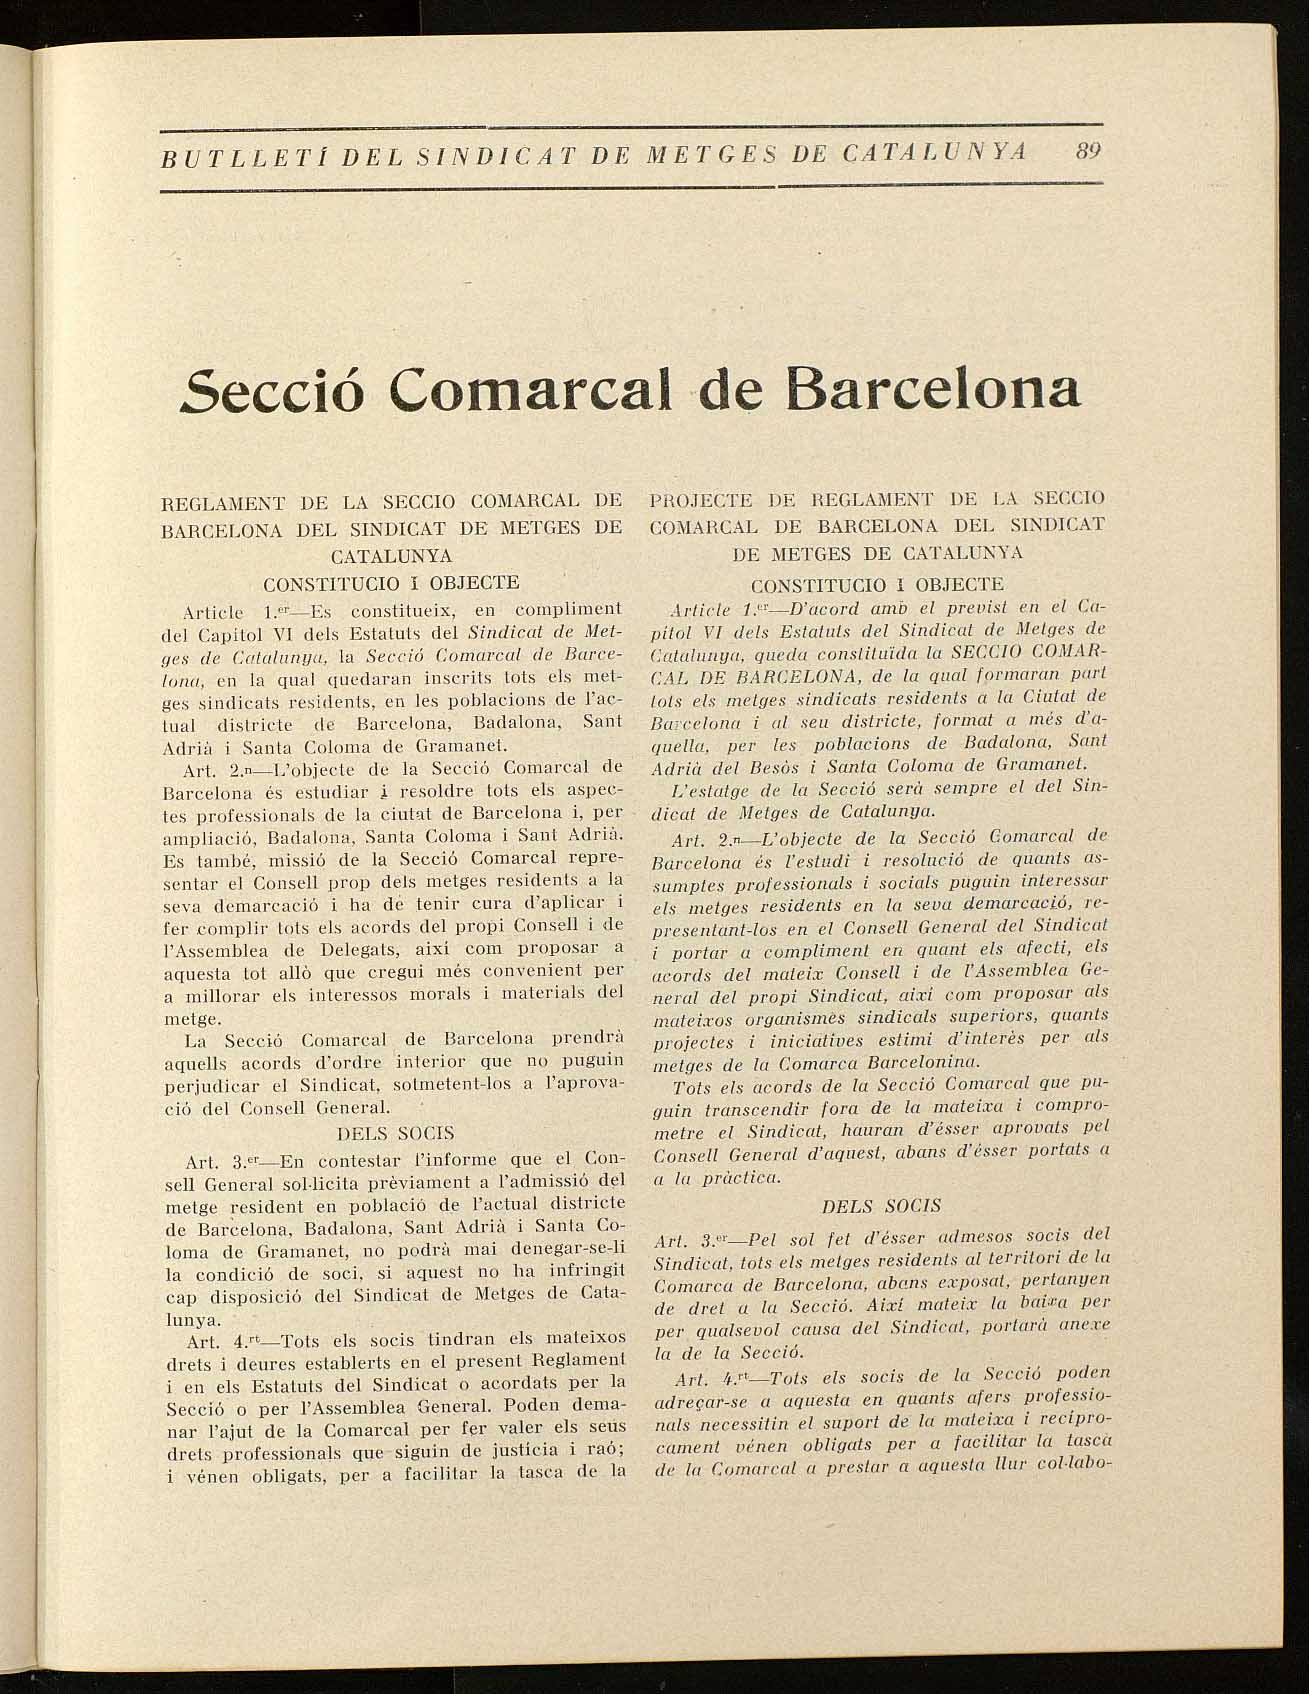 BUTLLETÍ DEL SINDICAT DE METGES DE CATALUNYA 89
Secció Comarcal de Barcelona
REGLAMENT DE LA SECCIO COMARCAL DE
BARCELONA DEL SINDICAT DE METGES DE
CATALUNYA
CONSTITUCIO I OBJECTE
Article 1.er—Es constitueix, en compliment
del Capítol VI dels Estatuts del Sindicat de Met-
ges de Catalunya, la Secció Comarcal de Barce-
lona, en la qual quedaran inscrits tots els met-
ges sindicats residents, en les poblacions de l'ac-
tual districte de Barcelona, Badalona, Sant
Adrià i Santa Coloma de Gramanet.
Art. 2.n—L'objecte de la Secció Comarcal de
Barcelona és estudiar i resoldre tots els aspec-
tes professionals de la ciutat de Barcelona i, per
ampliació, Badalona, Santa Coloma i Sant Adrià.
Es també, missió de la Secció Comarcal repre-
sentar el Consell prop dels metges residents a la
seva demarcació i ha de tenir cura d'aplicar i
fer complir tots els acords del propi Consell i de
l'Assemblea de Delegats, així com proposar a
aquesta tot allò que cregui més convenient per
a millorar els interessos morals i materials del
metge.
La Secció Comarcal de Barcelona prendrà
aquells acords d'ordre interior que no puguin
perjudicar el Sindicat, sotmetent-los a l'aprova-
ció del Consell General.
DELS SOCIS
Art. 3.er—En contestar l'informe que el Con-
sell General sol·licita prèviament a l'admissió del
metge resident en població de l'actual districte
de Barcelona, Badalona, Sant Adrià i Santa Co-
loma de Gramanet, no podrà mai denegar-se-li
la condició de soci, si aquest no ha infringit
cap disposició del Sindicat de Metges de Cata-
lunya.
Art. 4.rt—Tots els socis tindran els mateixos
drets i deures establerts en el present Reglament
i en els Estatuts del Sindicat o acordats per la
Secció o per l'Assemblea General. Poden dema-
nar l'ajut de la Comarcal per fer valer els seus
drets professionals que siguin de justícia i raó;
i vénen obligats, per a facilitar la tasca de la
PROJECTE DE REGLAMENT DE LA SECCIO
COMARCAL DE BARCELONA DEL SINDICAT
DE METGES DE CATALUNYA
CONSTITUCIO I OBJECTE
Article 1.er—D'acord amb el previst en el Ca-
pítol VI dels Estatuts del Sindicat de Metges de
Catalunya, queda constituïda la SECCIO COMAR-
CAL DE BARCELONA, de la qual formaran part
tots els metges sindicats residents a la Ciutat de
Barcelona i al seu districte, format a més d'a-
quella, per les poblacions de Badalona, Sant
Adrià del Besòs i Santa Coloma de Gramanet.
L'estatge de la Secció serà sempre el del Sin-
dicat de Metges de Catalunya.
Art. 2.n—L'objecte de la Secció Comarcal de
Barcelona és l'estudi i resolució de quants as-
sumptes professionals i socials puguin interessar
els metges residents en la seva demarcació, re-
presentant-los en el Consell General del Sindicat
i portar a compliment en quant els afecti, els
acords del mateix Consell i de l'Assemblea Ge-
neral del propi Sindicat, així com proposar als
mateixos organismes sindicals superiors, quants
projectes i iniciatives estimi d'interès per als
metges de la Comarca Barcelonina.
Tots els acords de la Secció Comarcal que pu-
guin transcendir fora de la mateixa i compro-
metre el Sindicat, hauran d'ésser aprovats pel
Consell General d'aquest, abans d'ésser portats a
a la pràctica.
DELS SOCIS
Art. 3.er—Pel sol fet d'ésser admesos socis del
Sindicat, tots els metges residents al territori de la
Comarca de Barcelona, abans exposat, pertanyen
de dret a la Secció. Així mateix la baixa per
per qualsevol causa del Sindicat, portarà anexe
la de la Secció.
Art. 4.rt—Tots els socis de la Secció poden
adreçar-se a aquesta en quants afers professio-
nals necessitin el suport de la mateixa i recípro-
cament vénen obligats per a facilitar la tasca
de la Comarcal a prestar a aquesta llur col·labo-